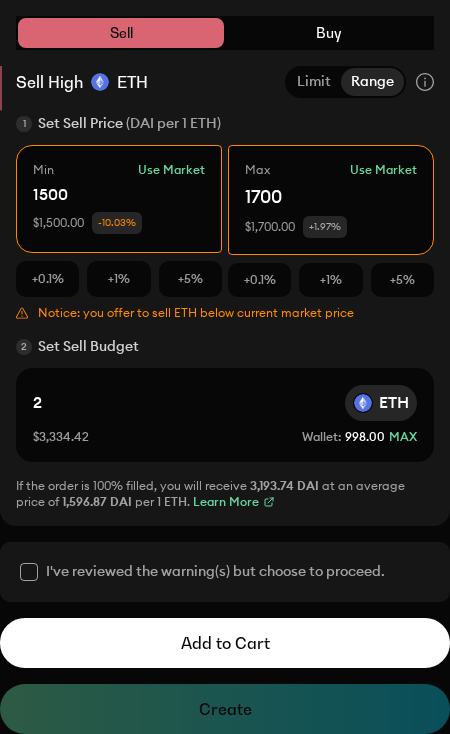 Sell Buy
Sell High ETH Limit Range
1 Set Sell Price (DAI per 1 ETH)
Min Use Market Max Use Market
1500 1700
$1,500.00 -10.03% $1,700.00 +1.97%
+0.1% +1% +5% +0.1% +1% +5%
Notice: you offer to sell ETH below current market price
2 Set Sell Budget
2 ETH
$3,334.42 Wallet: 998.00 MAX
If the order is 100% filled, you will receive 3,193.74 DAI at an average
price of 1,596.87 DAI per 1 ETH. Learn More
I've reviewed the warning(s) but choose to proceed.
Add to Cart
Create